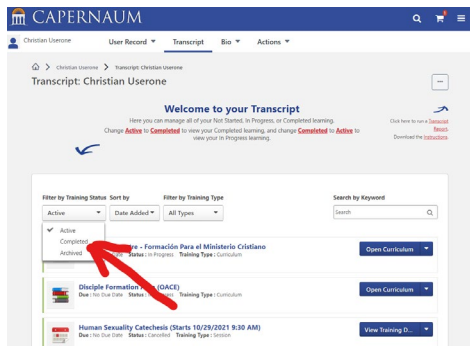 CAPERNAUM
Christian Userone
User Record
Transcript
Bio
Actions
Christian Userone > Transcript: Christian Userone
Transcript: Christian Userone
Welcome to your Transcript
Here you can manage all of your Not Started, In Progress, or Completed learning.
Change Active to Completed to view your Completed learning, and change Completed to Active to
view your In Progress learning.
Click here to run a Transcript
Report.
Download the Instructions.
Filter by Training Status
Sort by
Filter by Training Type
Search by Keyword
Active
Date Added
All Types
Search
Active
Completed
Archived
re - Formación Para el Ministerio Cristiano
Date Status : In Progress Training Type : Curriculum
Open Curriculum
Disciple Formation (OACE)
Due : No Due Date Status : In Progress Training Type : Curriculum
Open Curriculum
Human Sexuality Catechesis (Starts 10/29/2021 9:30 AM)
Due : No Due Date Status : Cancelled Training Type : Session
View Training D...